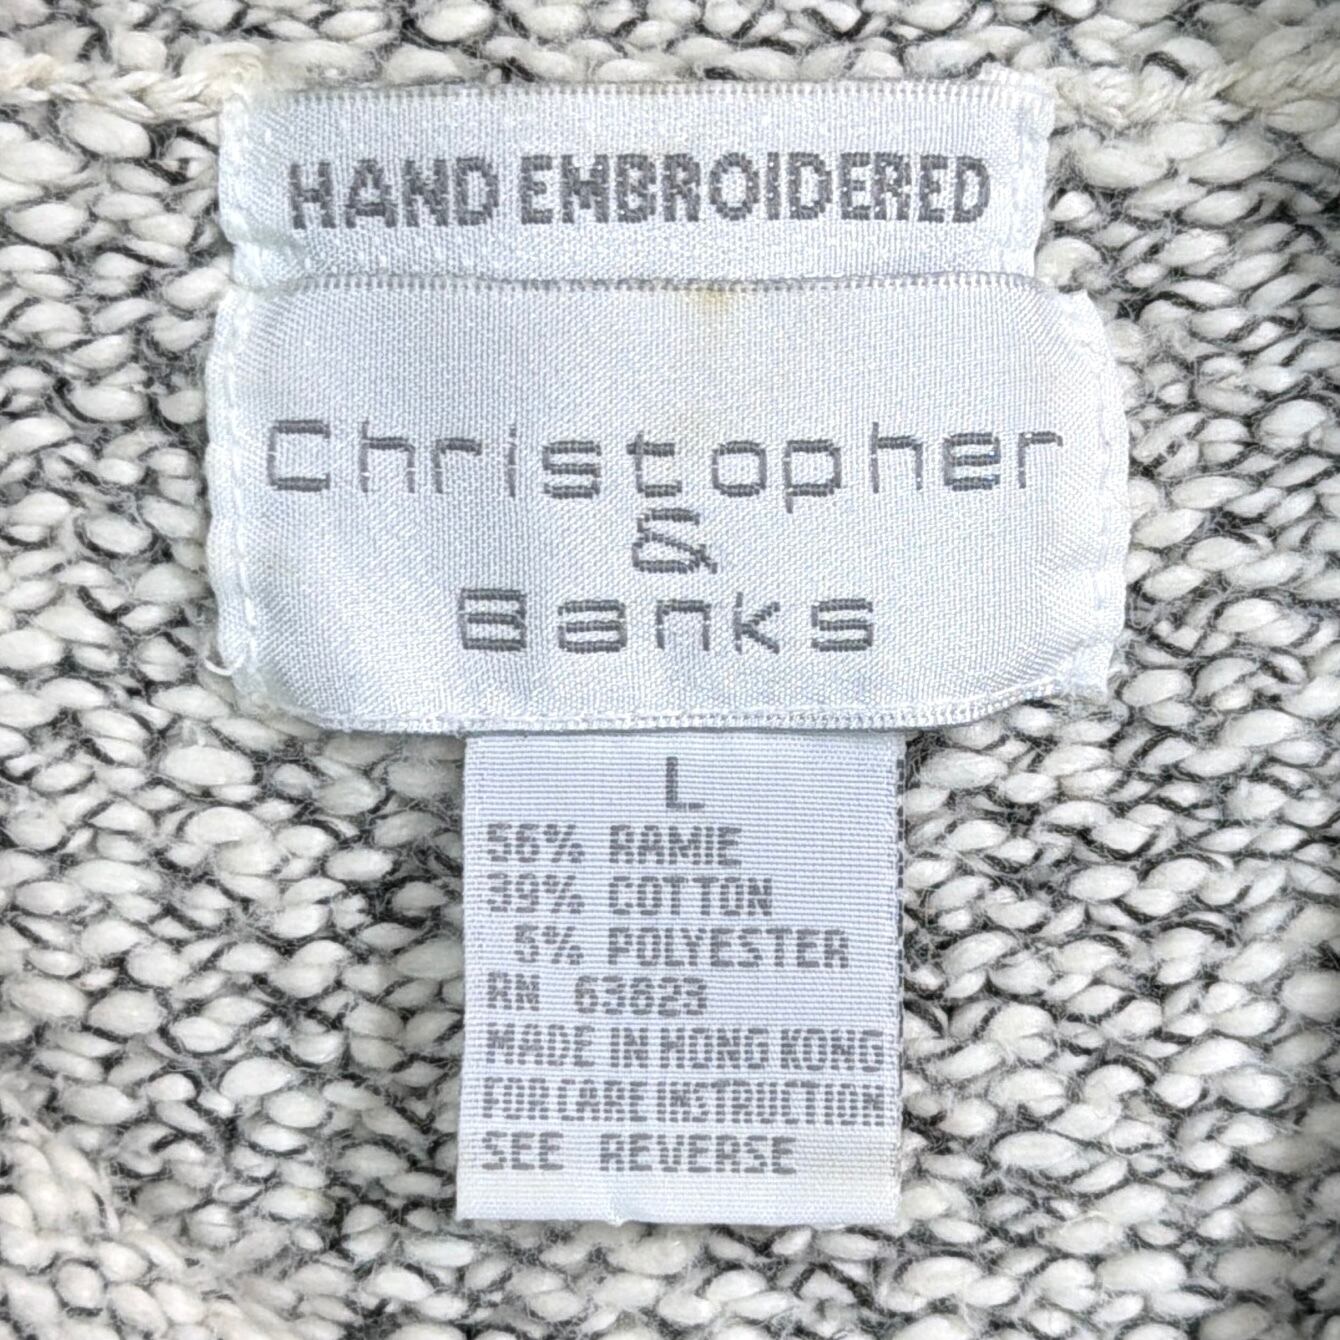 HAND EMBROIDERED
Christopher
&
Banks
L
56% RAMIE
39% COTTON
5% POLYESTER
RN 63623
MADE IN HONG KONG
FOR CARE INSTRUCTION
SEE REVERSE